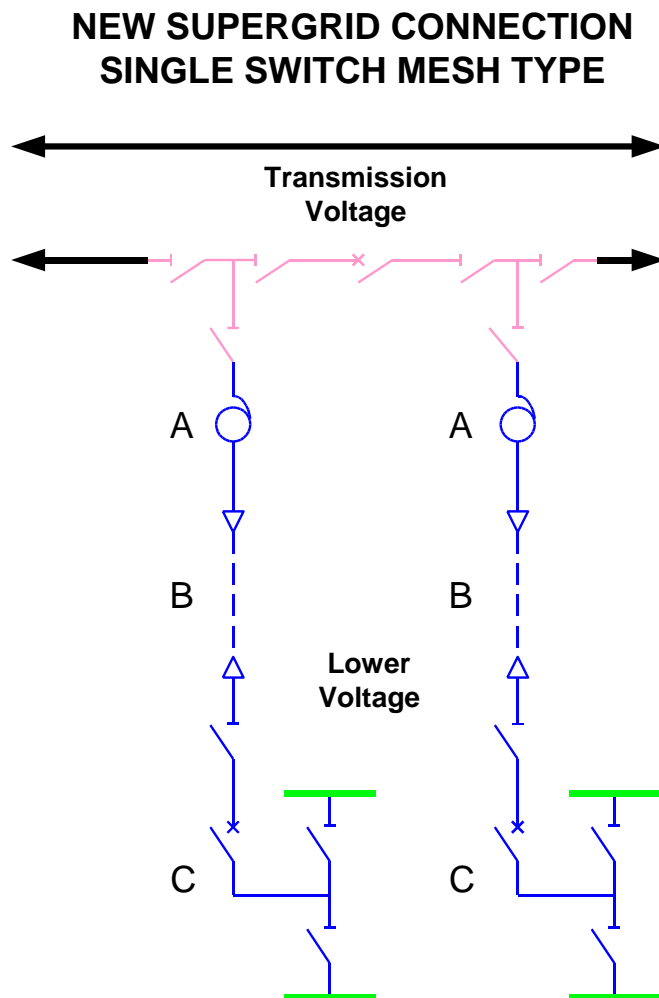 NEW SUPERGRID CONNECTION
SINGLE SWITCH MESH TYPE
Transmission
Voltage
A
A
B
B
Lower
Voltage
C
C